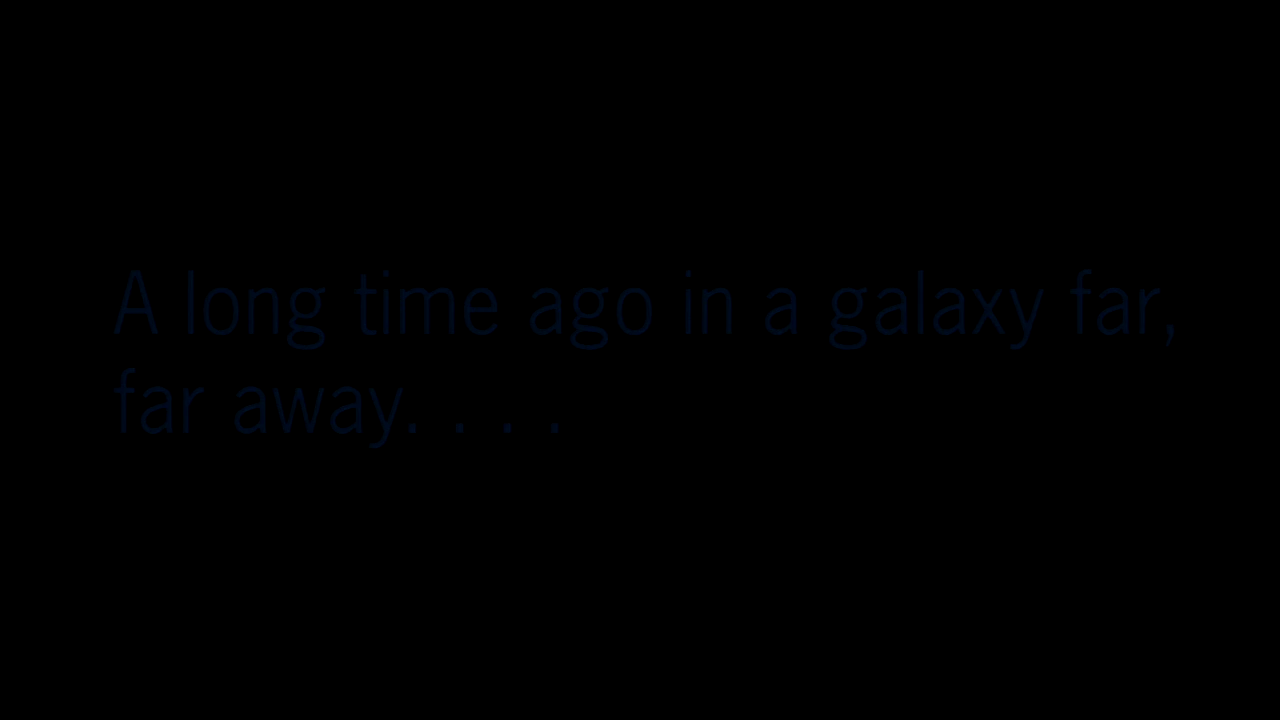 A long time ago in a galaxy far,
far away. . . .